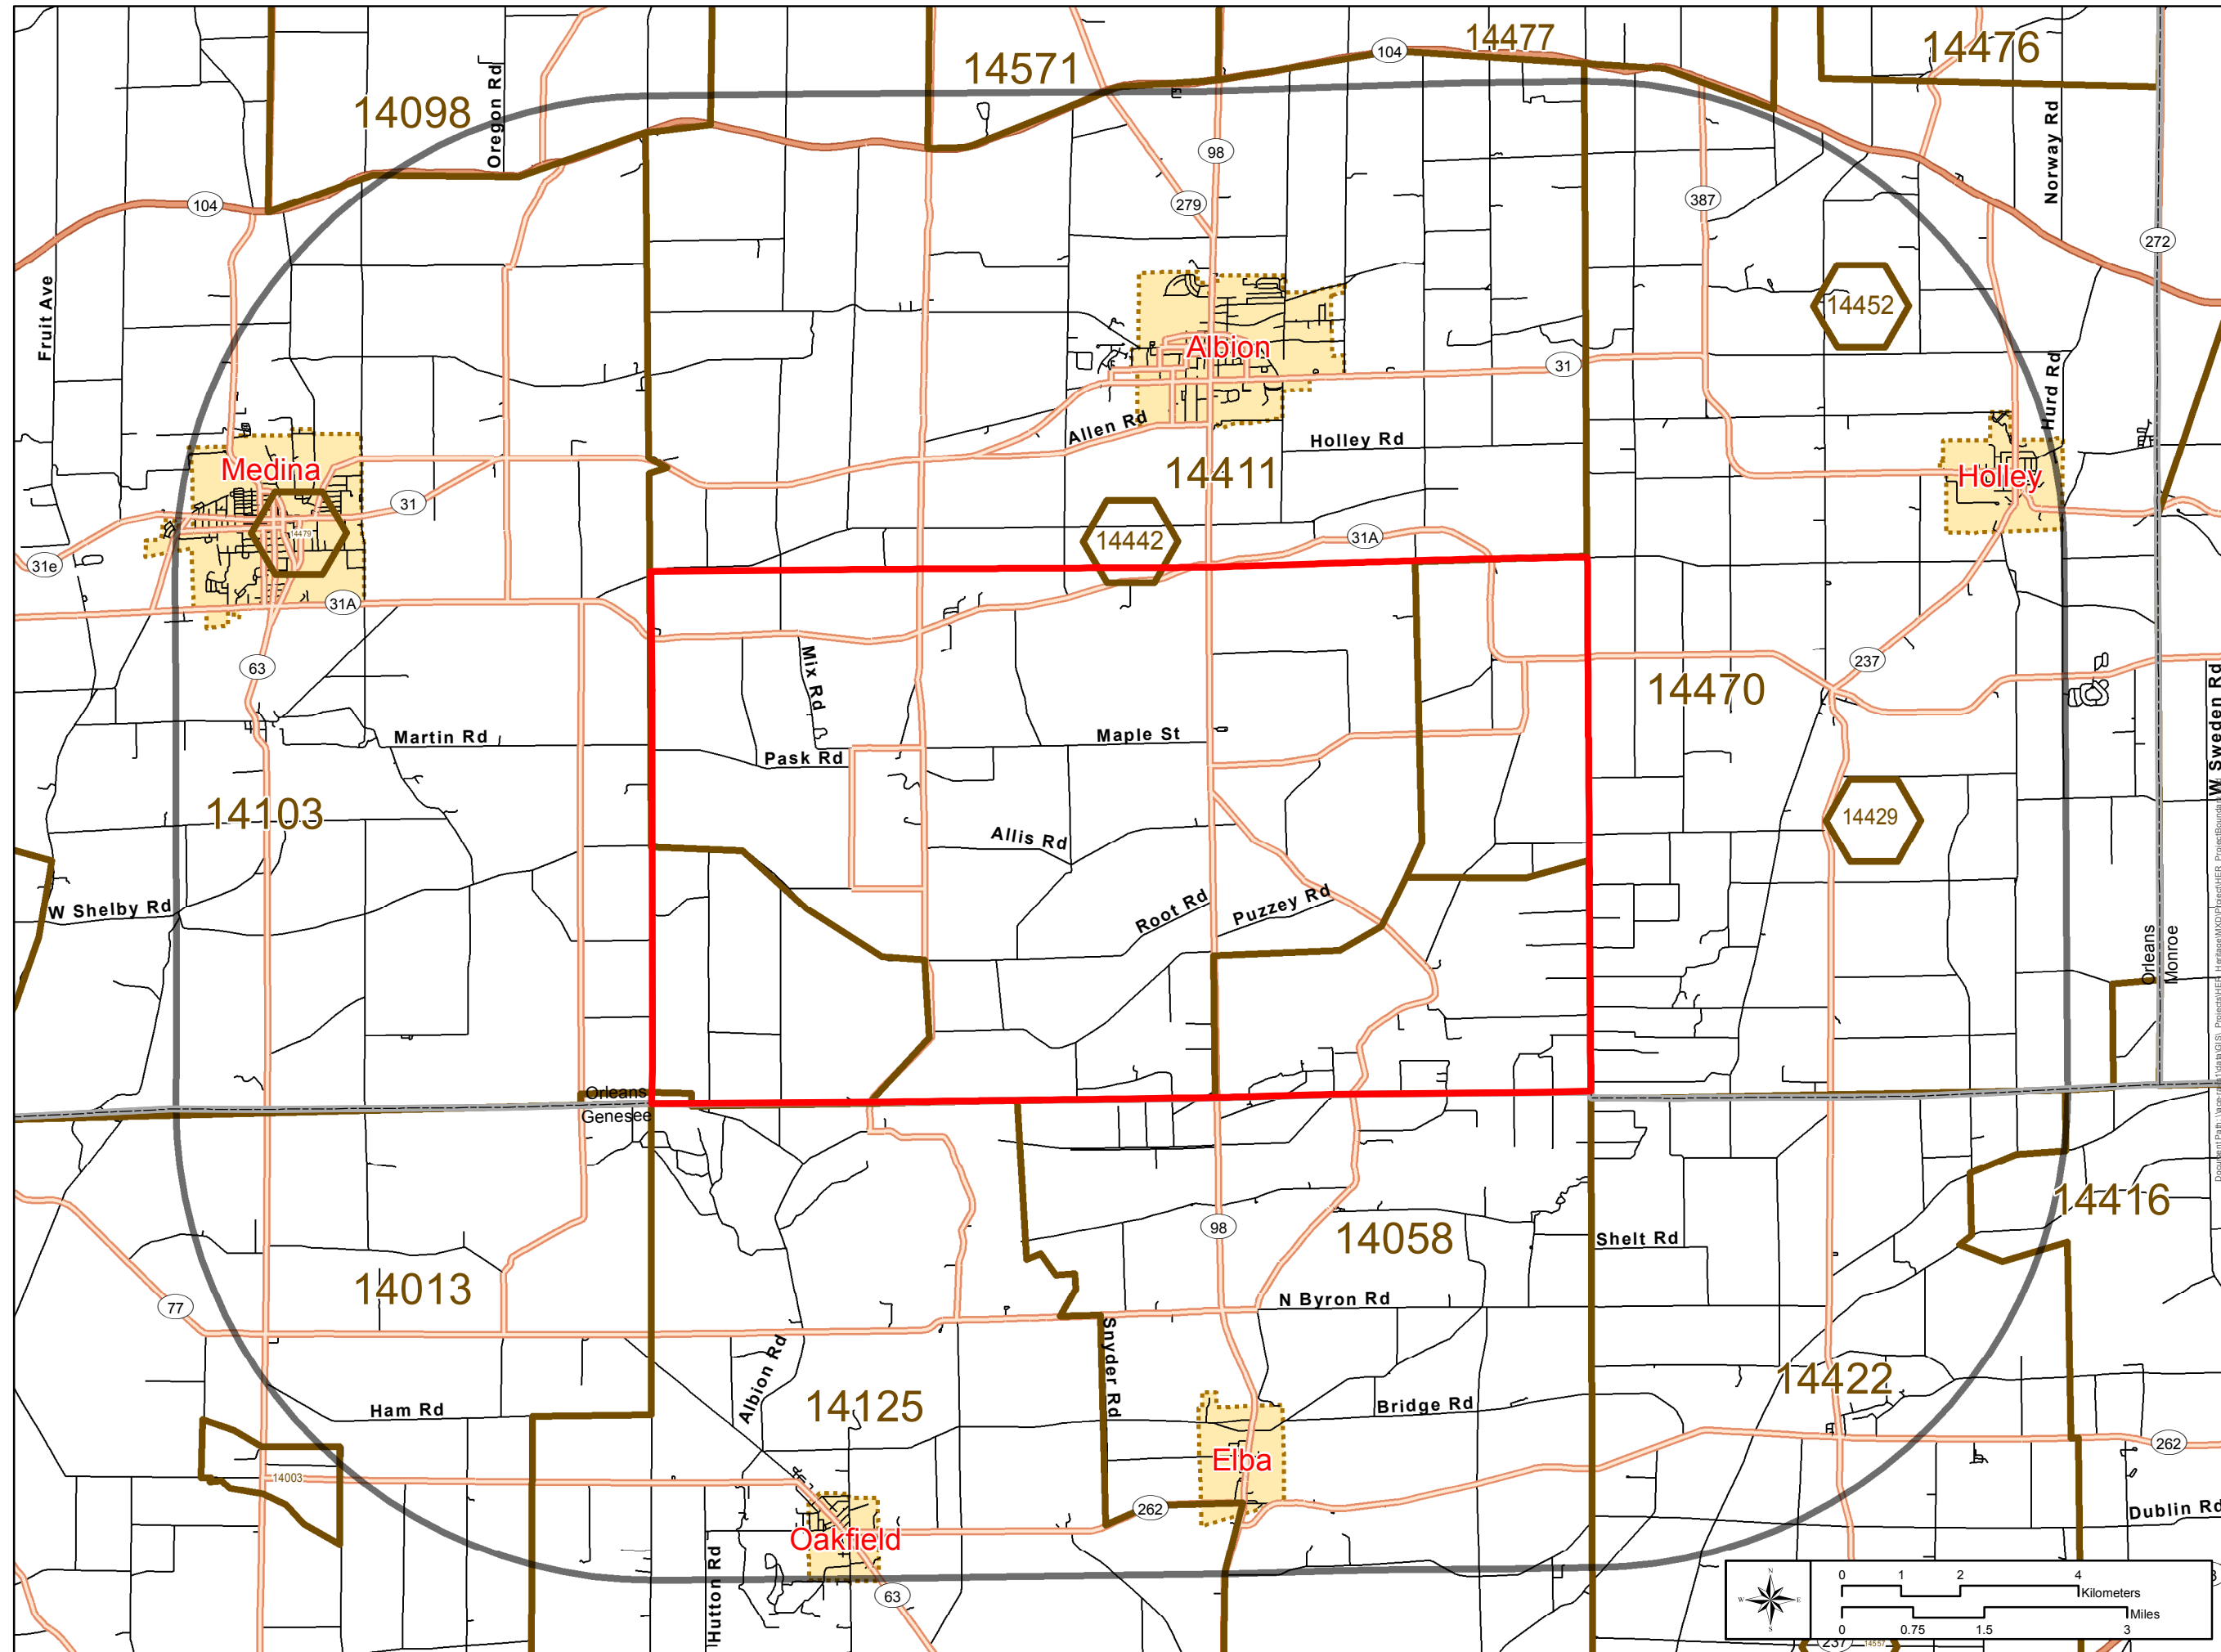 14477
14571
104
14476
14098
Oregon Rd
Norway Rd
98
104
279
387
272
Fruit Ave
14452
Albion
31
Hurd Rd
Allen Rd
Holley Rd
Medina
14411
Holley
31
14479
14442
31A
31e
31A
63
237
Mix Rd
14470
W Sweden Rd
Martin Rd
Maple St
Pask Rd
14103
14429
Allis Rd
W Shelby Rd
Root Rd
Puzzey Rd
Orleans
Monroe
Orleans
Genesee
14416
98
14058
Shelt Rd
14013
77
N Byron Rd
Snyder Rd
Albion Rd
14422
14125
Ham Rd
Bridge Rd
262
Elba
14003
262
Dublin Rd
Oakfield
Hutton Rd
63
N
W E
S
0 1 2 4
Kilometers
Miles
0 0.75 1.5 3
237
14557